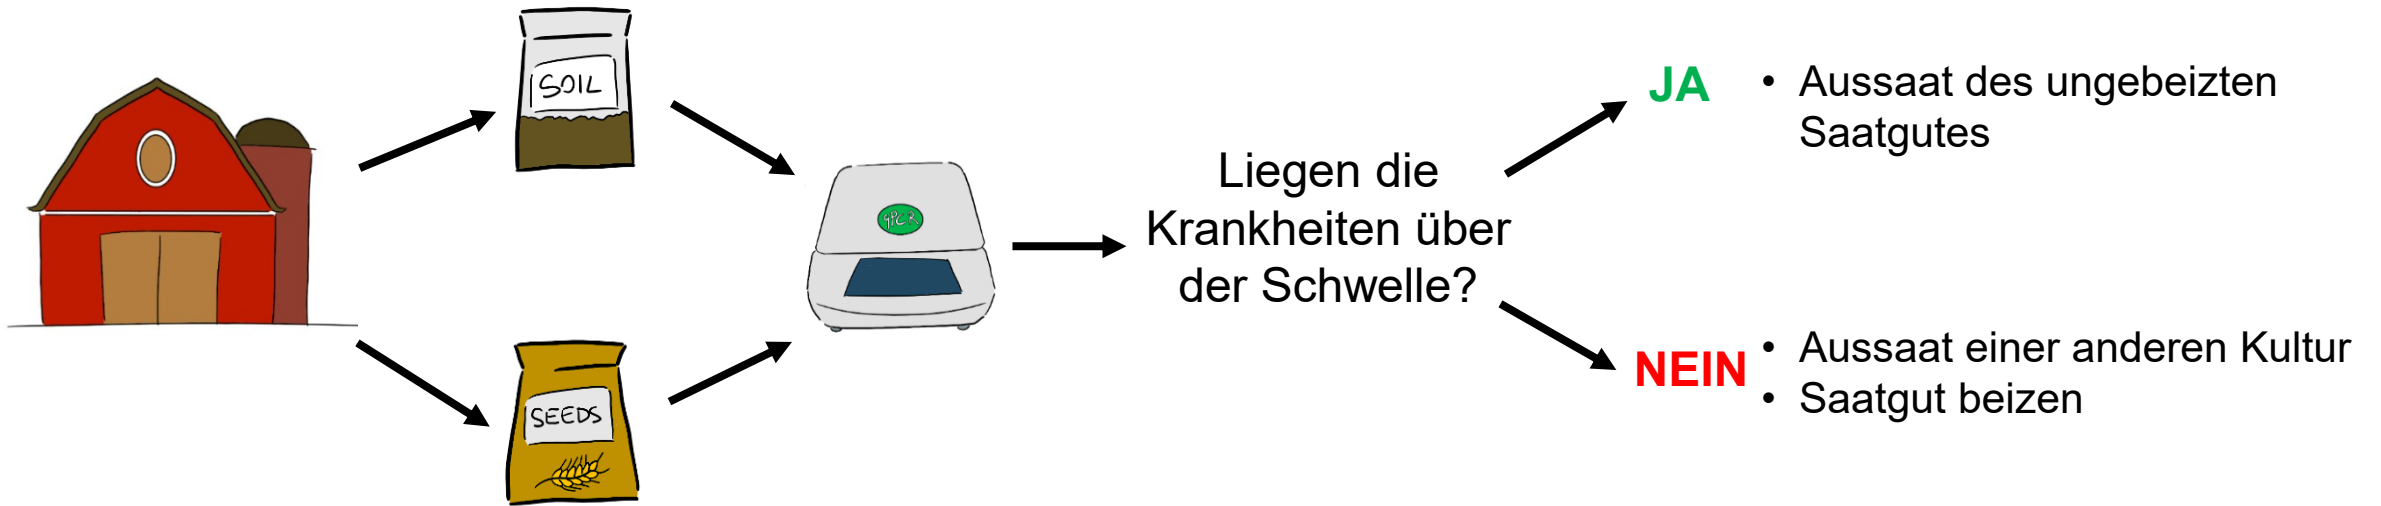 SOIL
SEEDS
qPCR
Liegen die
Krankheiten über
der Schwelle?
JA
• Aussaat des ungebeizten
Saatgutes
NEIN
• Aussaat einer anderen Kultur
• Saatgut beizen